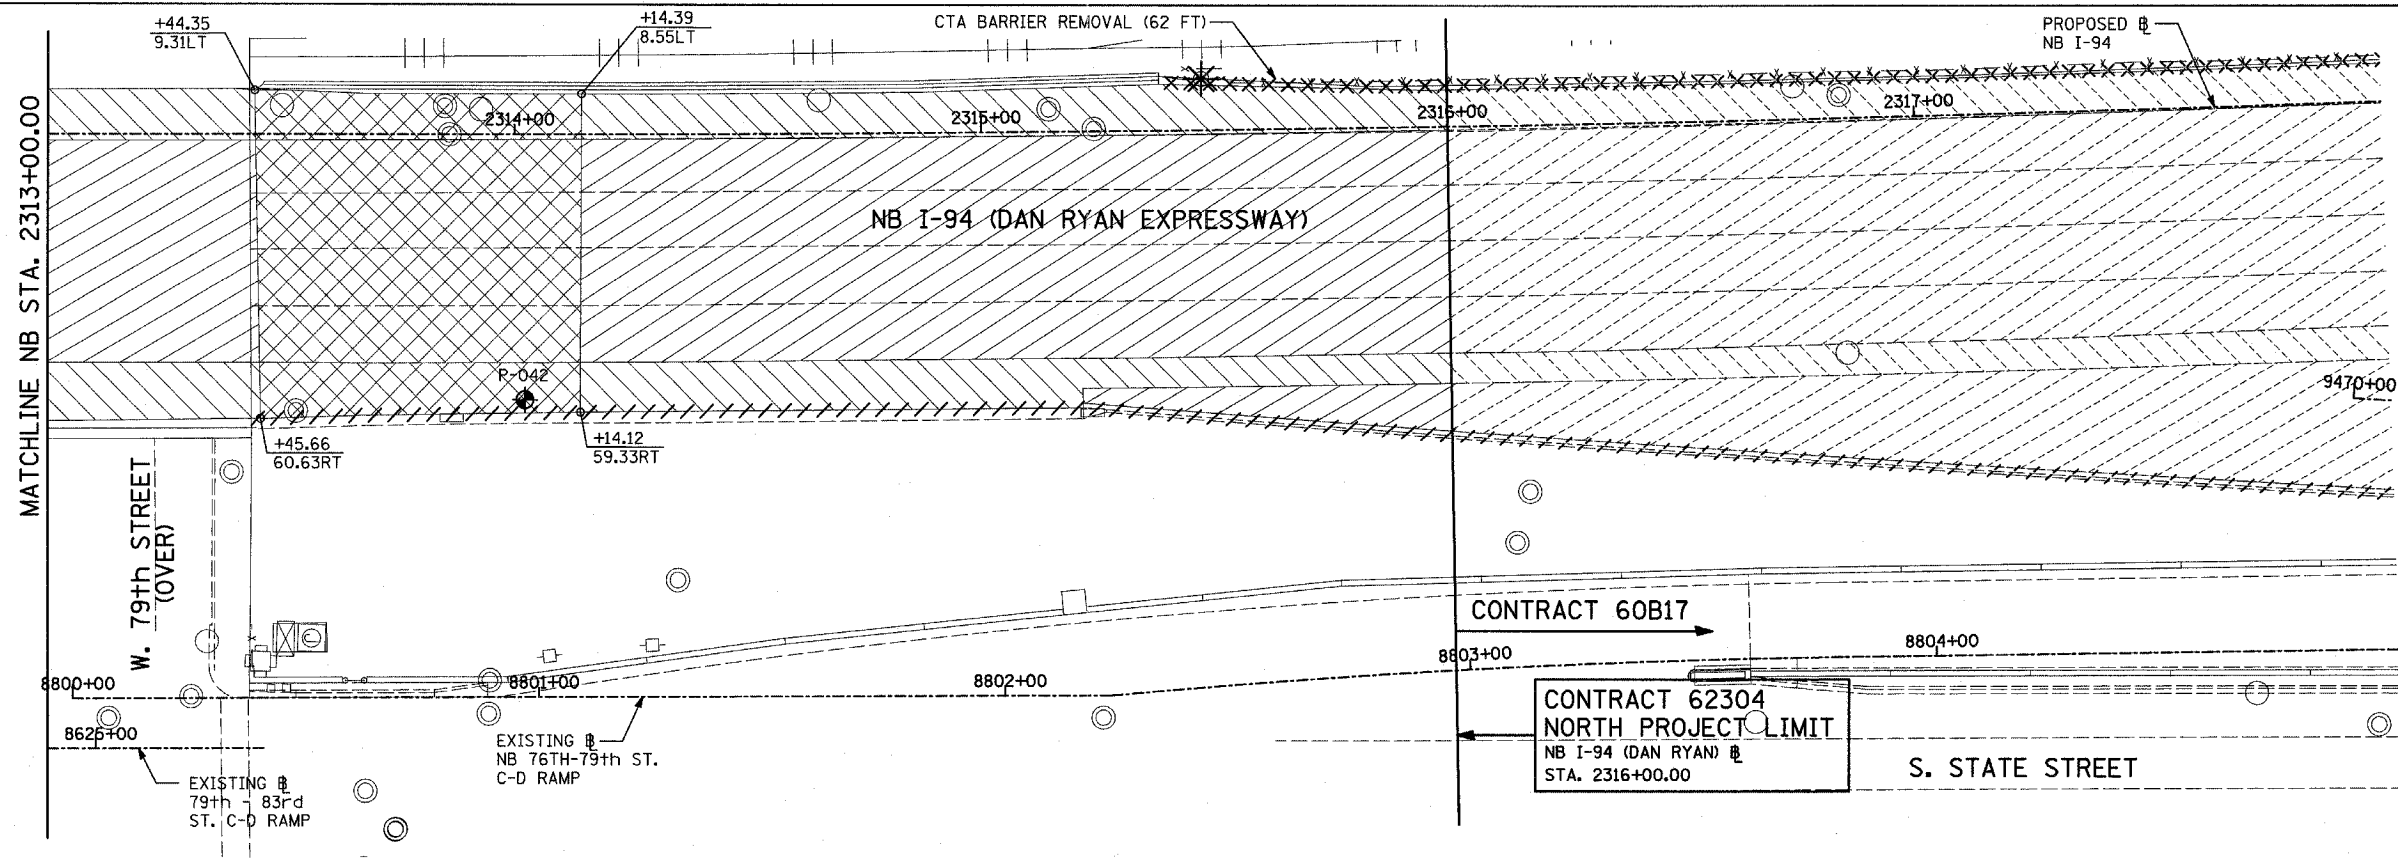 +44.35
9.31LT
+14.39
8.55LT
CTA BARRIER REMOVAL (62 FT)
PROPOSED ⅊
NB I-94
MATCHLINE NB STA. 2313+00.00
2314+00
2315+00
2316+00
2317+00
NB I-94 (DAN RYAN EXPRESSWAY)
P-042
9470+00
+45.66
60.63RT
+14.12
59.33RT
W. 79th STREET
(OVER)
CONTRACT 60B17
8800+00
8801+00
8802+00
8803+00
8804+00
8625+00
EXISTING BL
79th - 83rd
ST. C-D RAMP
EXISTING BL
NB 76TH-79th ST.
C-D RAMP
CONTRACT 62304
NORTH PROJECT LIMIT
NB I-94 (DAN RYAN) BL
STA. 2316+00.00
S. STATE STREET